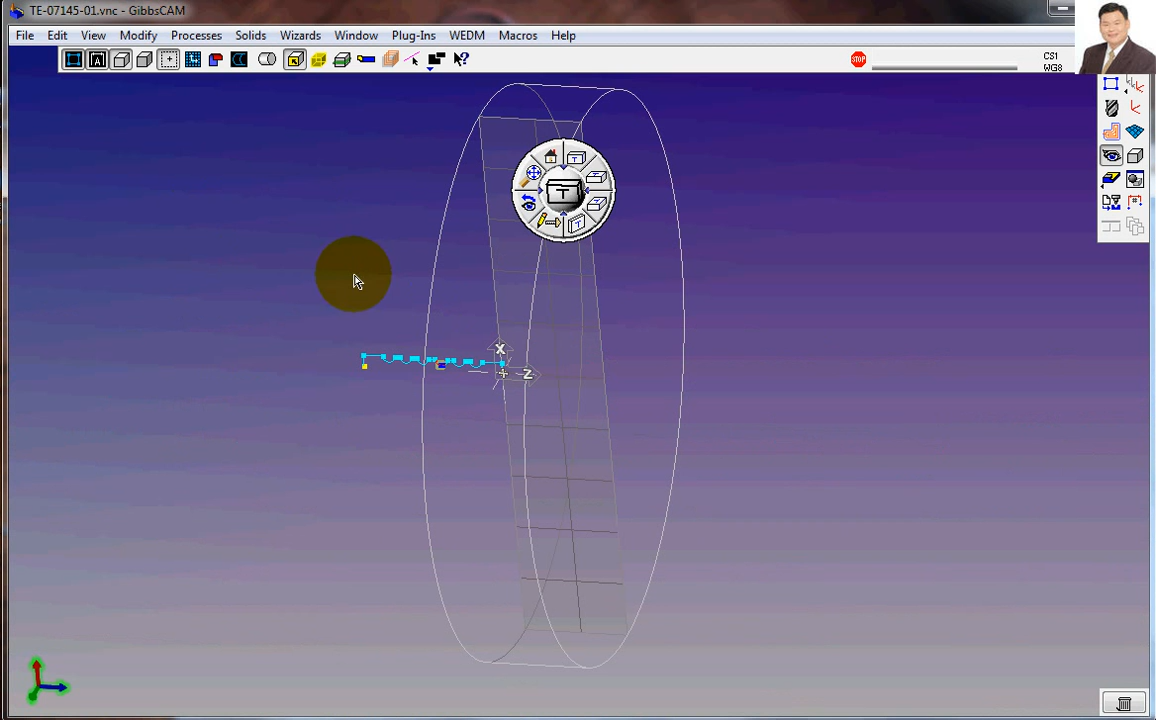 TE-07145-01.vnc - GibbsCAM
File Edit View Modify Processes Solids Wizards Window Plug-Ins WEDM Macros Help
A STOP CS1
WG8
T
X
Z